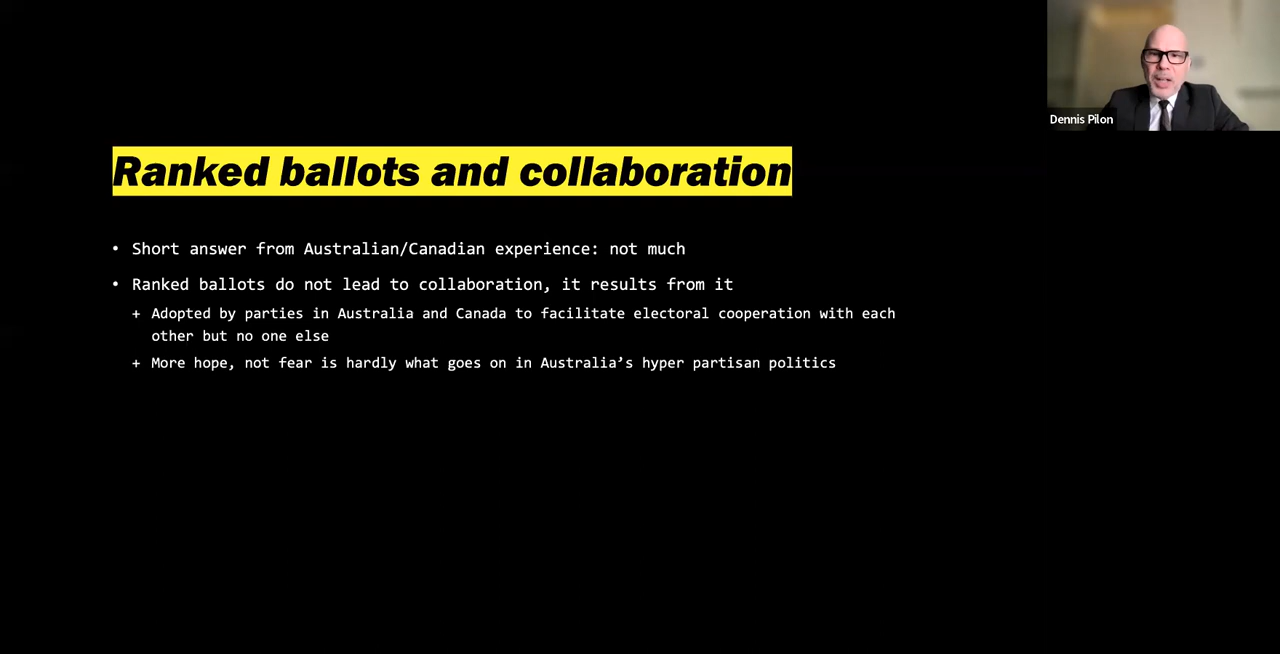 Dennis Pilon
Ranked ballots and collaboration
• Short answer from Australian/Canadian experience: not much
• Ranked ballots do not lead to collaboration, it results from it
+ Adopted by parties in Australia and Canada to facilitate electoral cooperation with each
other but no one else
+ More hope, not fear is hardly what goes on in Australia’s hyper partisan politics